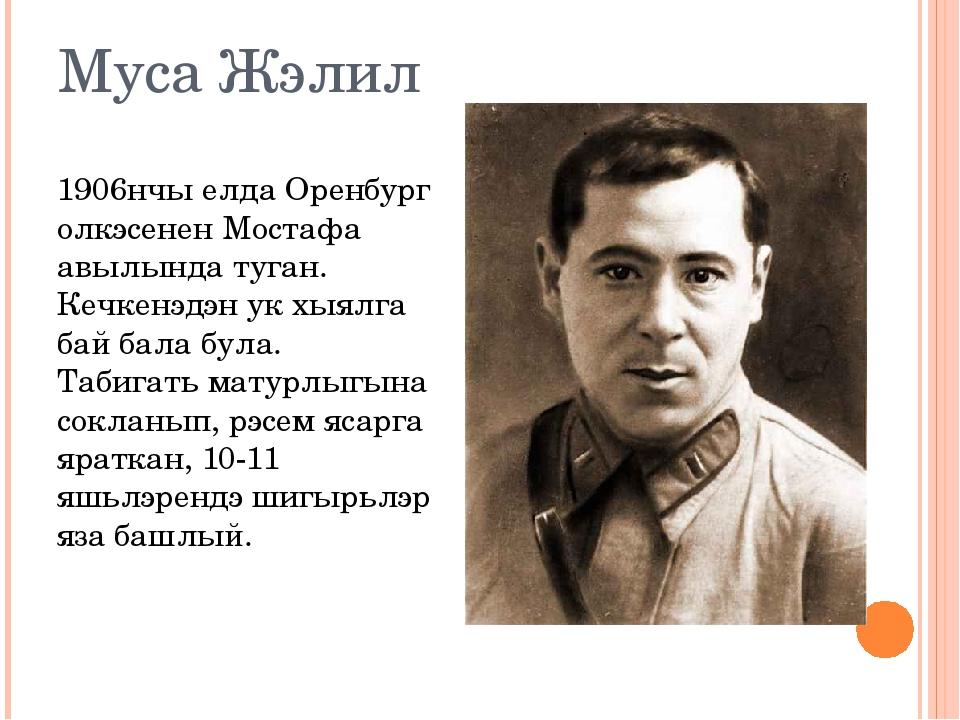 Муса Жэлил
1906нчы елда Оренбург
олкэсенен Мостафа
авылында туган.
Кечкенэдэн ук хыялга
бай бала була.
Табигать матурлыгына
сокланып, рэсем ясарга
яраткан, 10-11
яшьлэрендэ шигырьлэр
яза башлый.